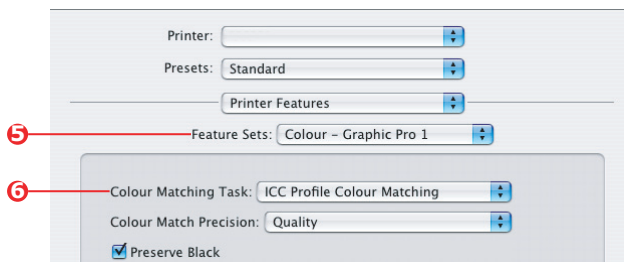 Printer:
Presets: Standard
Printer Features
5 Feature Sets: Colour – Graphic Pro 1
6 Colour Matching Task: ICC Profile Colour Matching
Colour Match Precision: Quality
Preserve Black